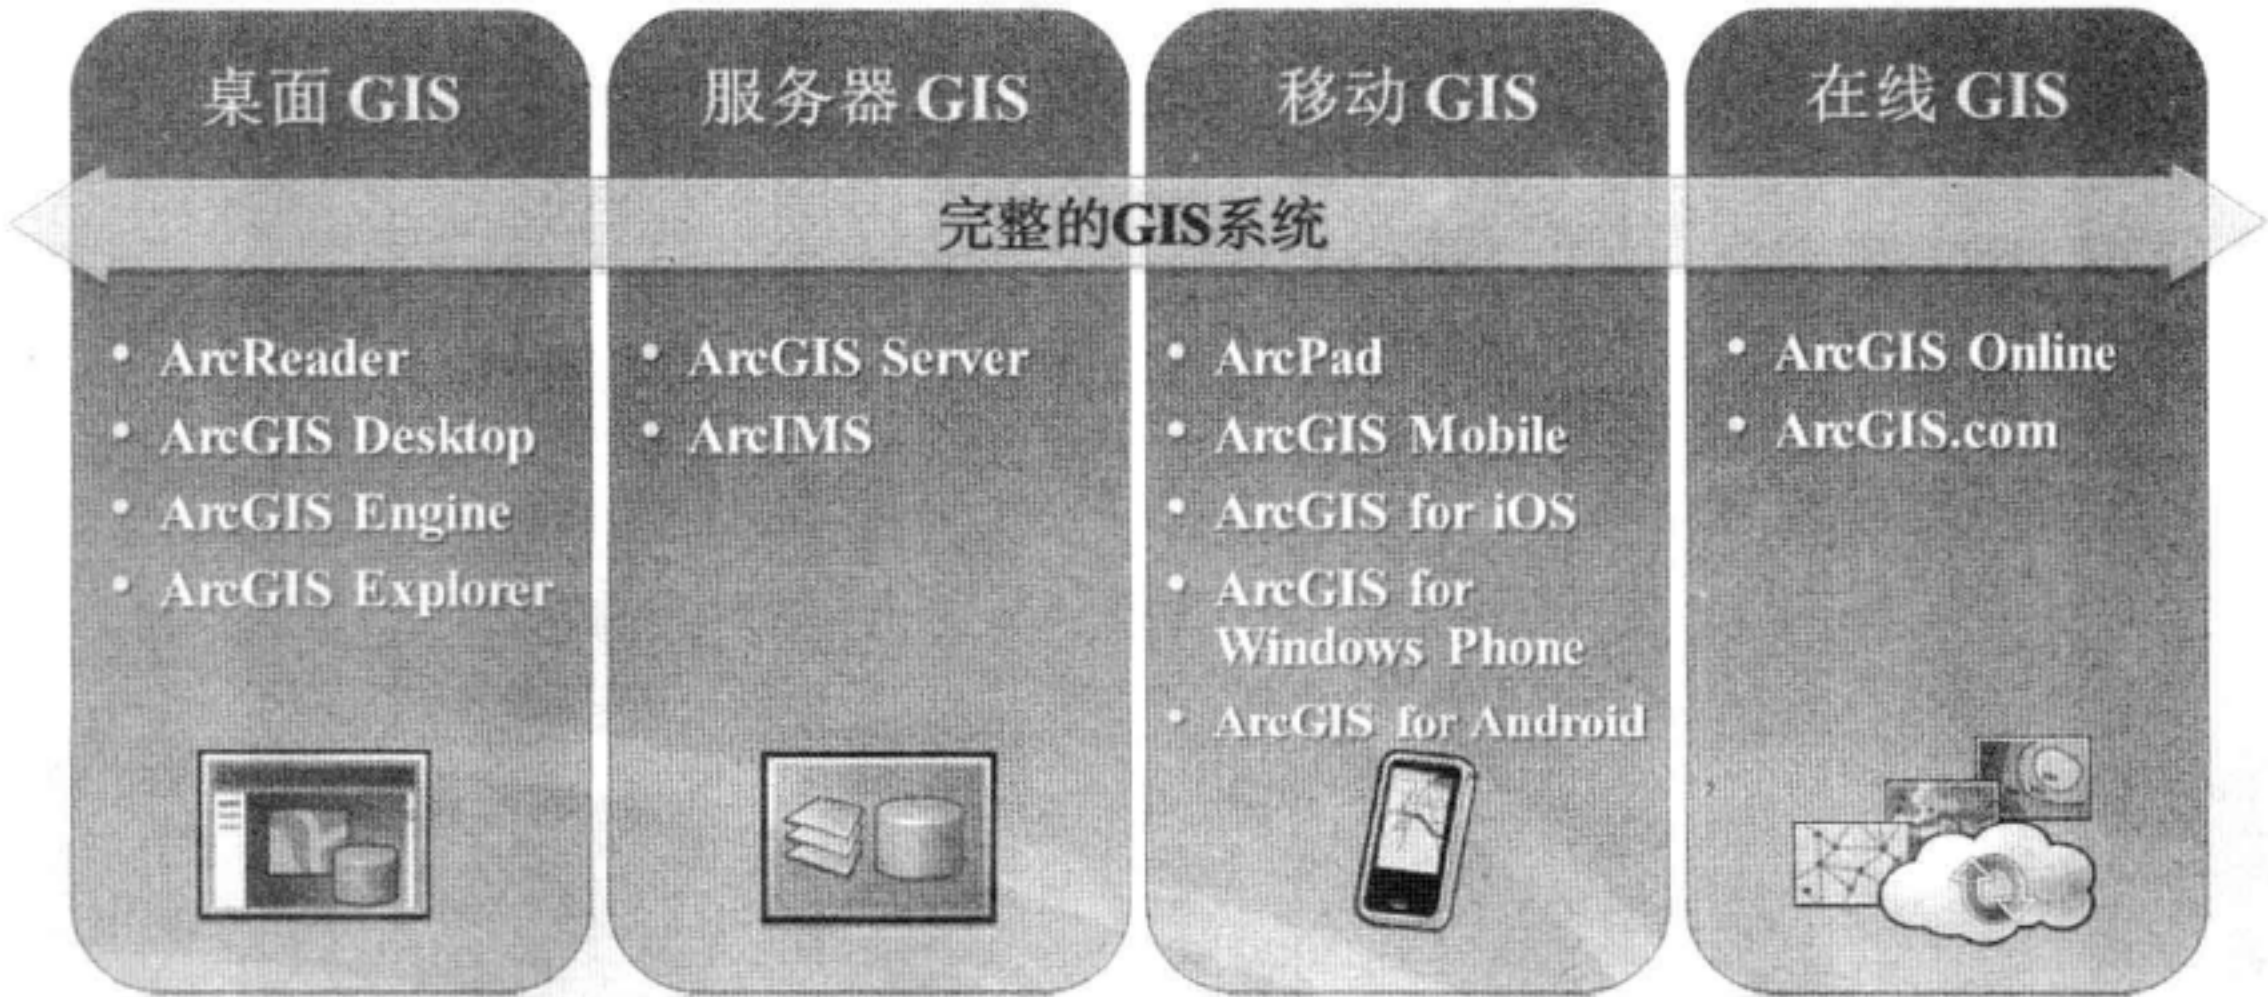 桌面 GIS
服务器 GIS
移动 GIS
在线 GIS
完整的GIS系统
• ArcReader
• ArcGIS Desktop
• ArcGIS Engine
• ArcGIS Explorer
• ArcGIS Server
• ArcIMS
• ArcPad
• ArcGIS Mobile
• ArcGIS for iOS
• ArcGIS for
Windows Phone
• ArcGIS for Android
• ArcGIS Online
• ArcGIS.com